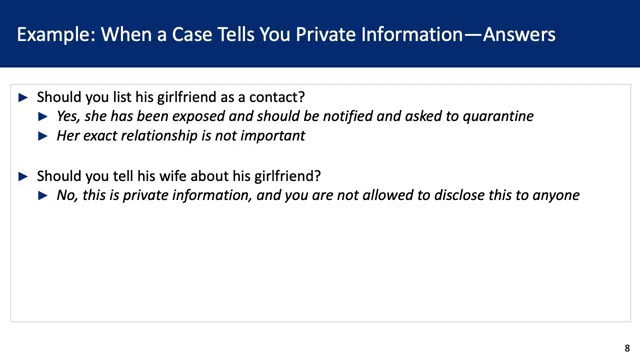 Example: When a Case Tells You Private Information—Answers
► Should you list his girlfriend as a contact?
► Yes, she has been exposed and should be notified and asked to quarantine
► Her exact relationship is not important
► Should you tell his wife about his girlfriend?
► No, this is private information, and you are not allowed to disclose this to anyone
8